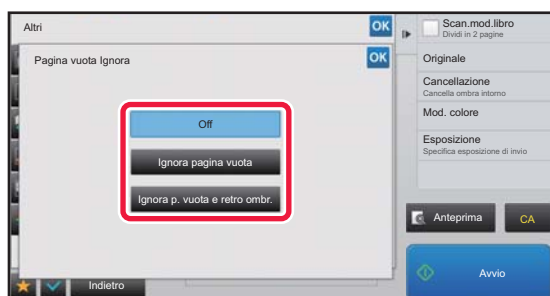 Altri
OK
Pagina vuota Ignora
OK
Off
Ignora pagina vuota
Ignora p. vuota e retro ombr.
Indietro
Scan.mod.libro
Dividi in 2 pagine
Originale
Cancellazione
Cancella ombra intorno
Mod. colore
Esposizione
Specifica esposizione di invio
Anteprima
CA
Avvio